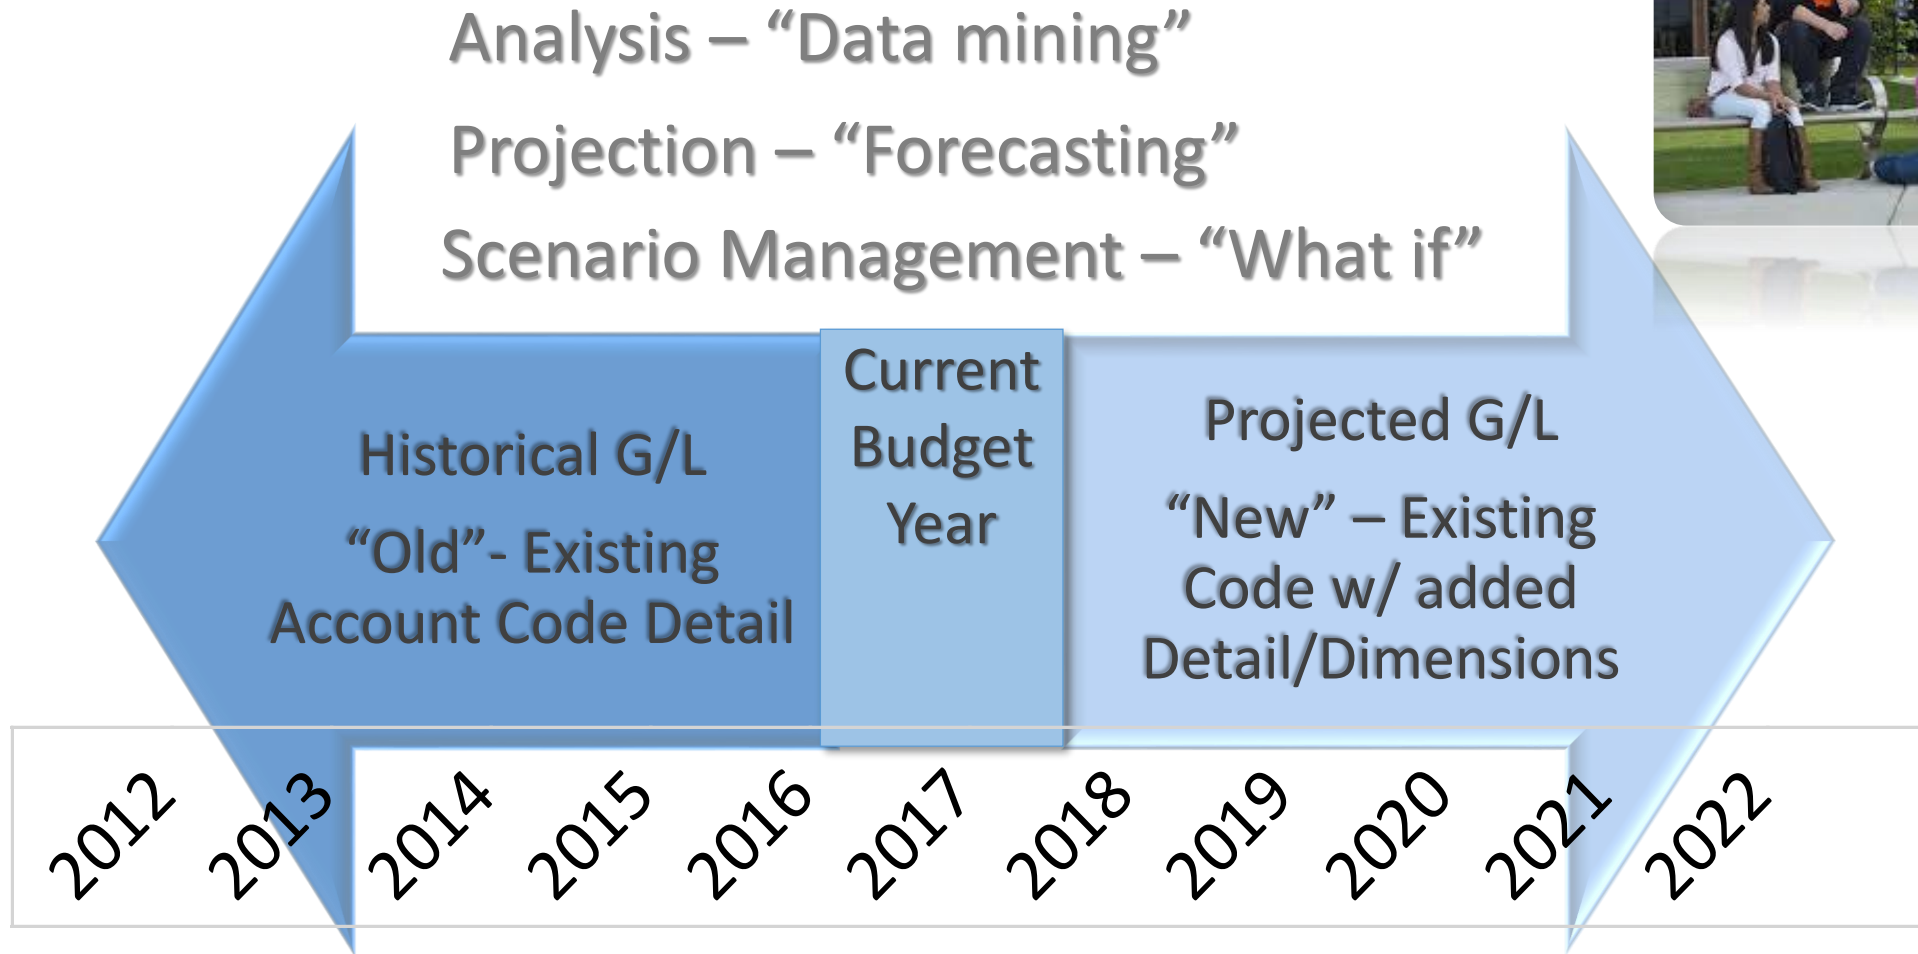 Analysis – “Data mining”
Projection – “Forecasting”
Scenario Management – “What if”
Historical G/L
“Old”- Existing
Account Code Detail
Current
Budget
Year
Projected G/L
“New” – Existing
Code w/ added
Detail/Dimensions
2012
2013
2014
2015
2016
2017
2018
2019
2020
2021
2022